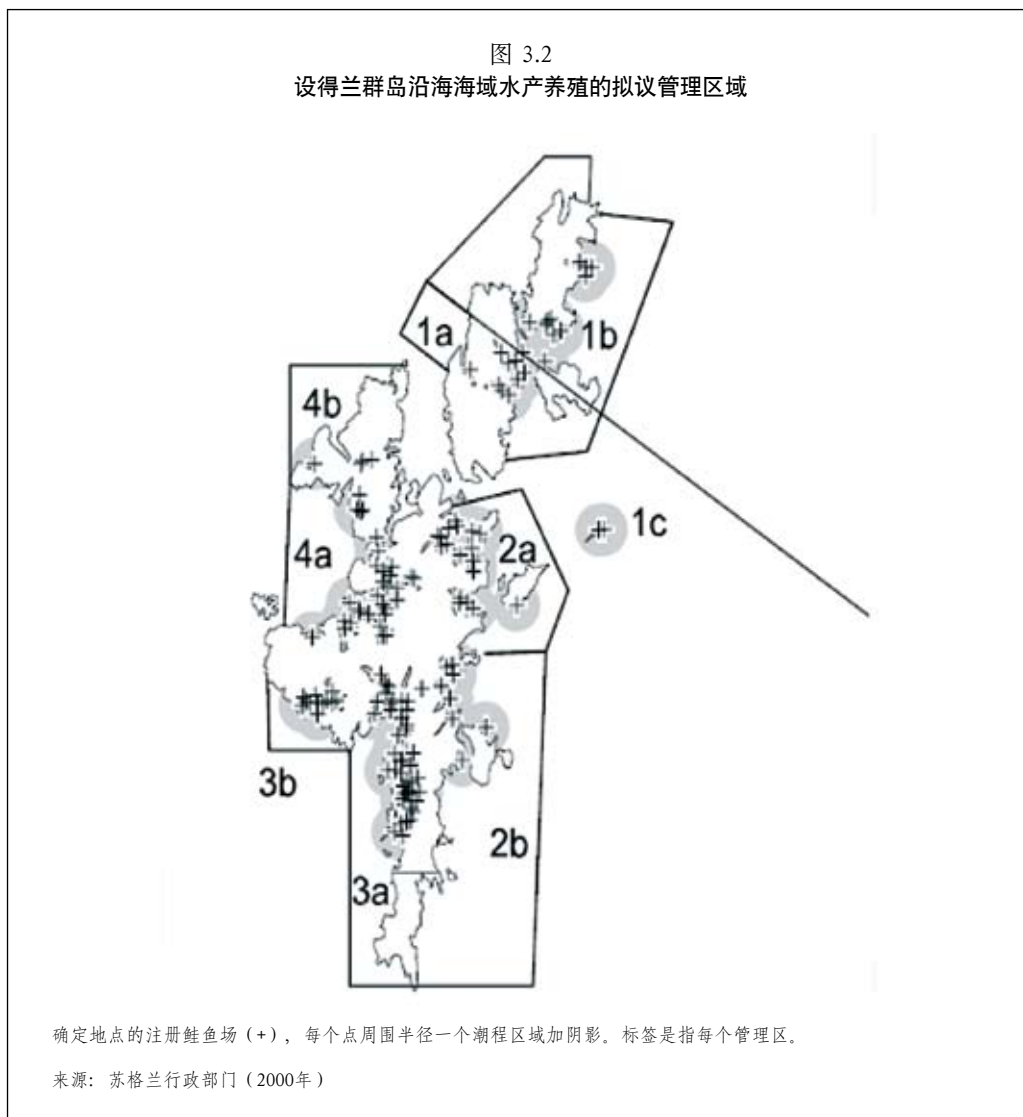 图 3.2
设得兰群岛沿海海域水产养殖的拟议管理区域
1a
1b
4b
1c
4a
2a
3b
2b
3a
确定地点的注册鲑鱼场（+），每个点周围半径一个潮程区域加阴影。标签是指每个管理区。
来源：苏格兰行政部门（2000年）